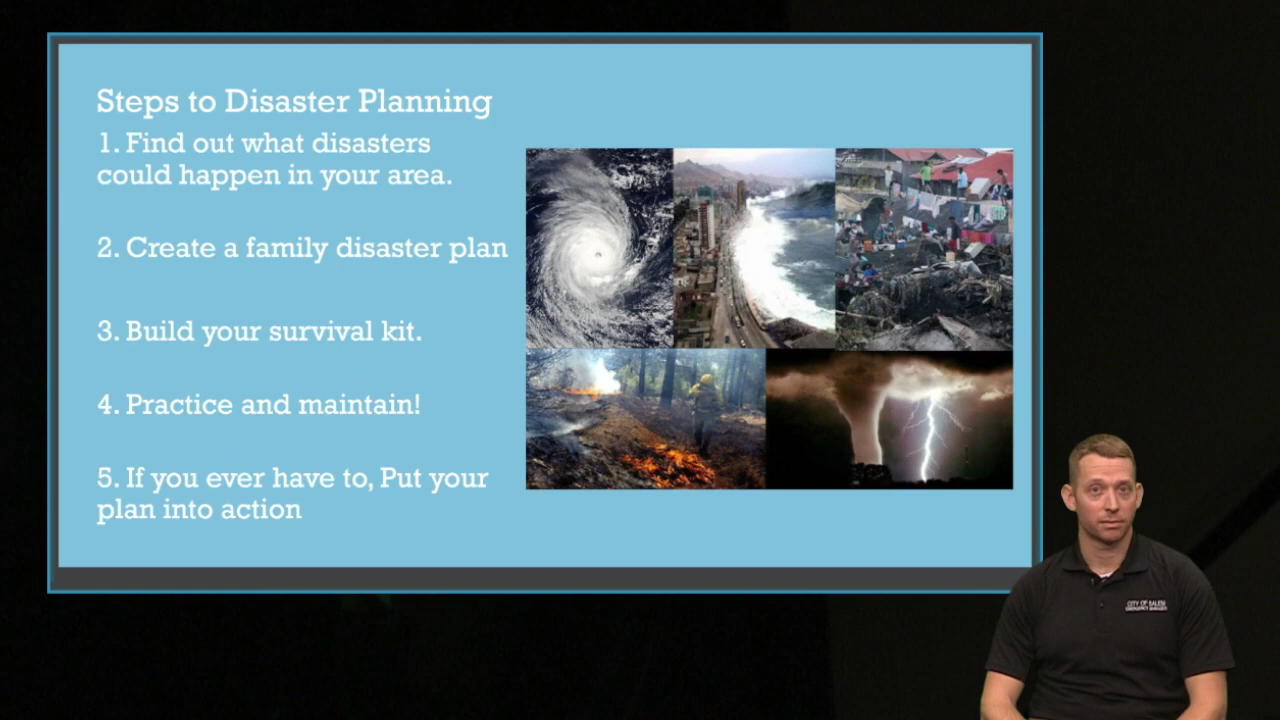 Steps to Disaster Planning
1. Find out what disasters
could happen in your area.
2. Create a family disaster plan
3. Build your survival kit.
4. Practice and maintain!
5. If you ever have to, Put your
plan into action
CITY OF SALEM
EMERGENCY MANAGER